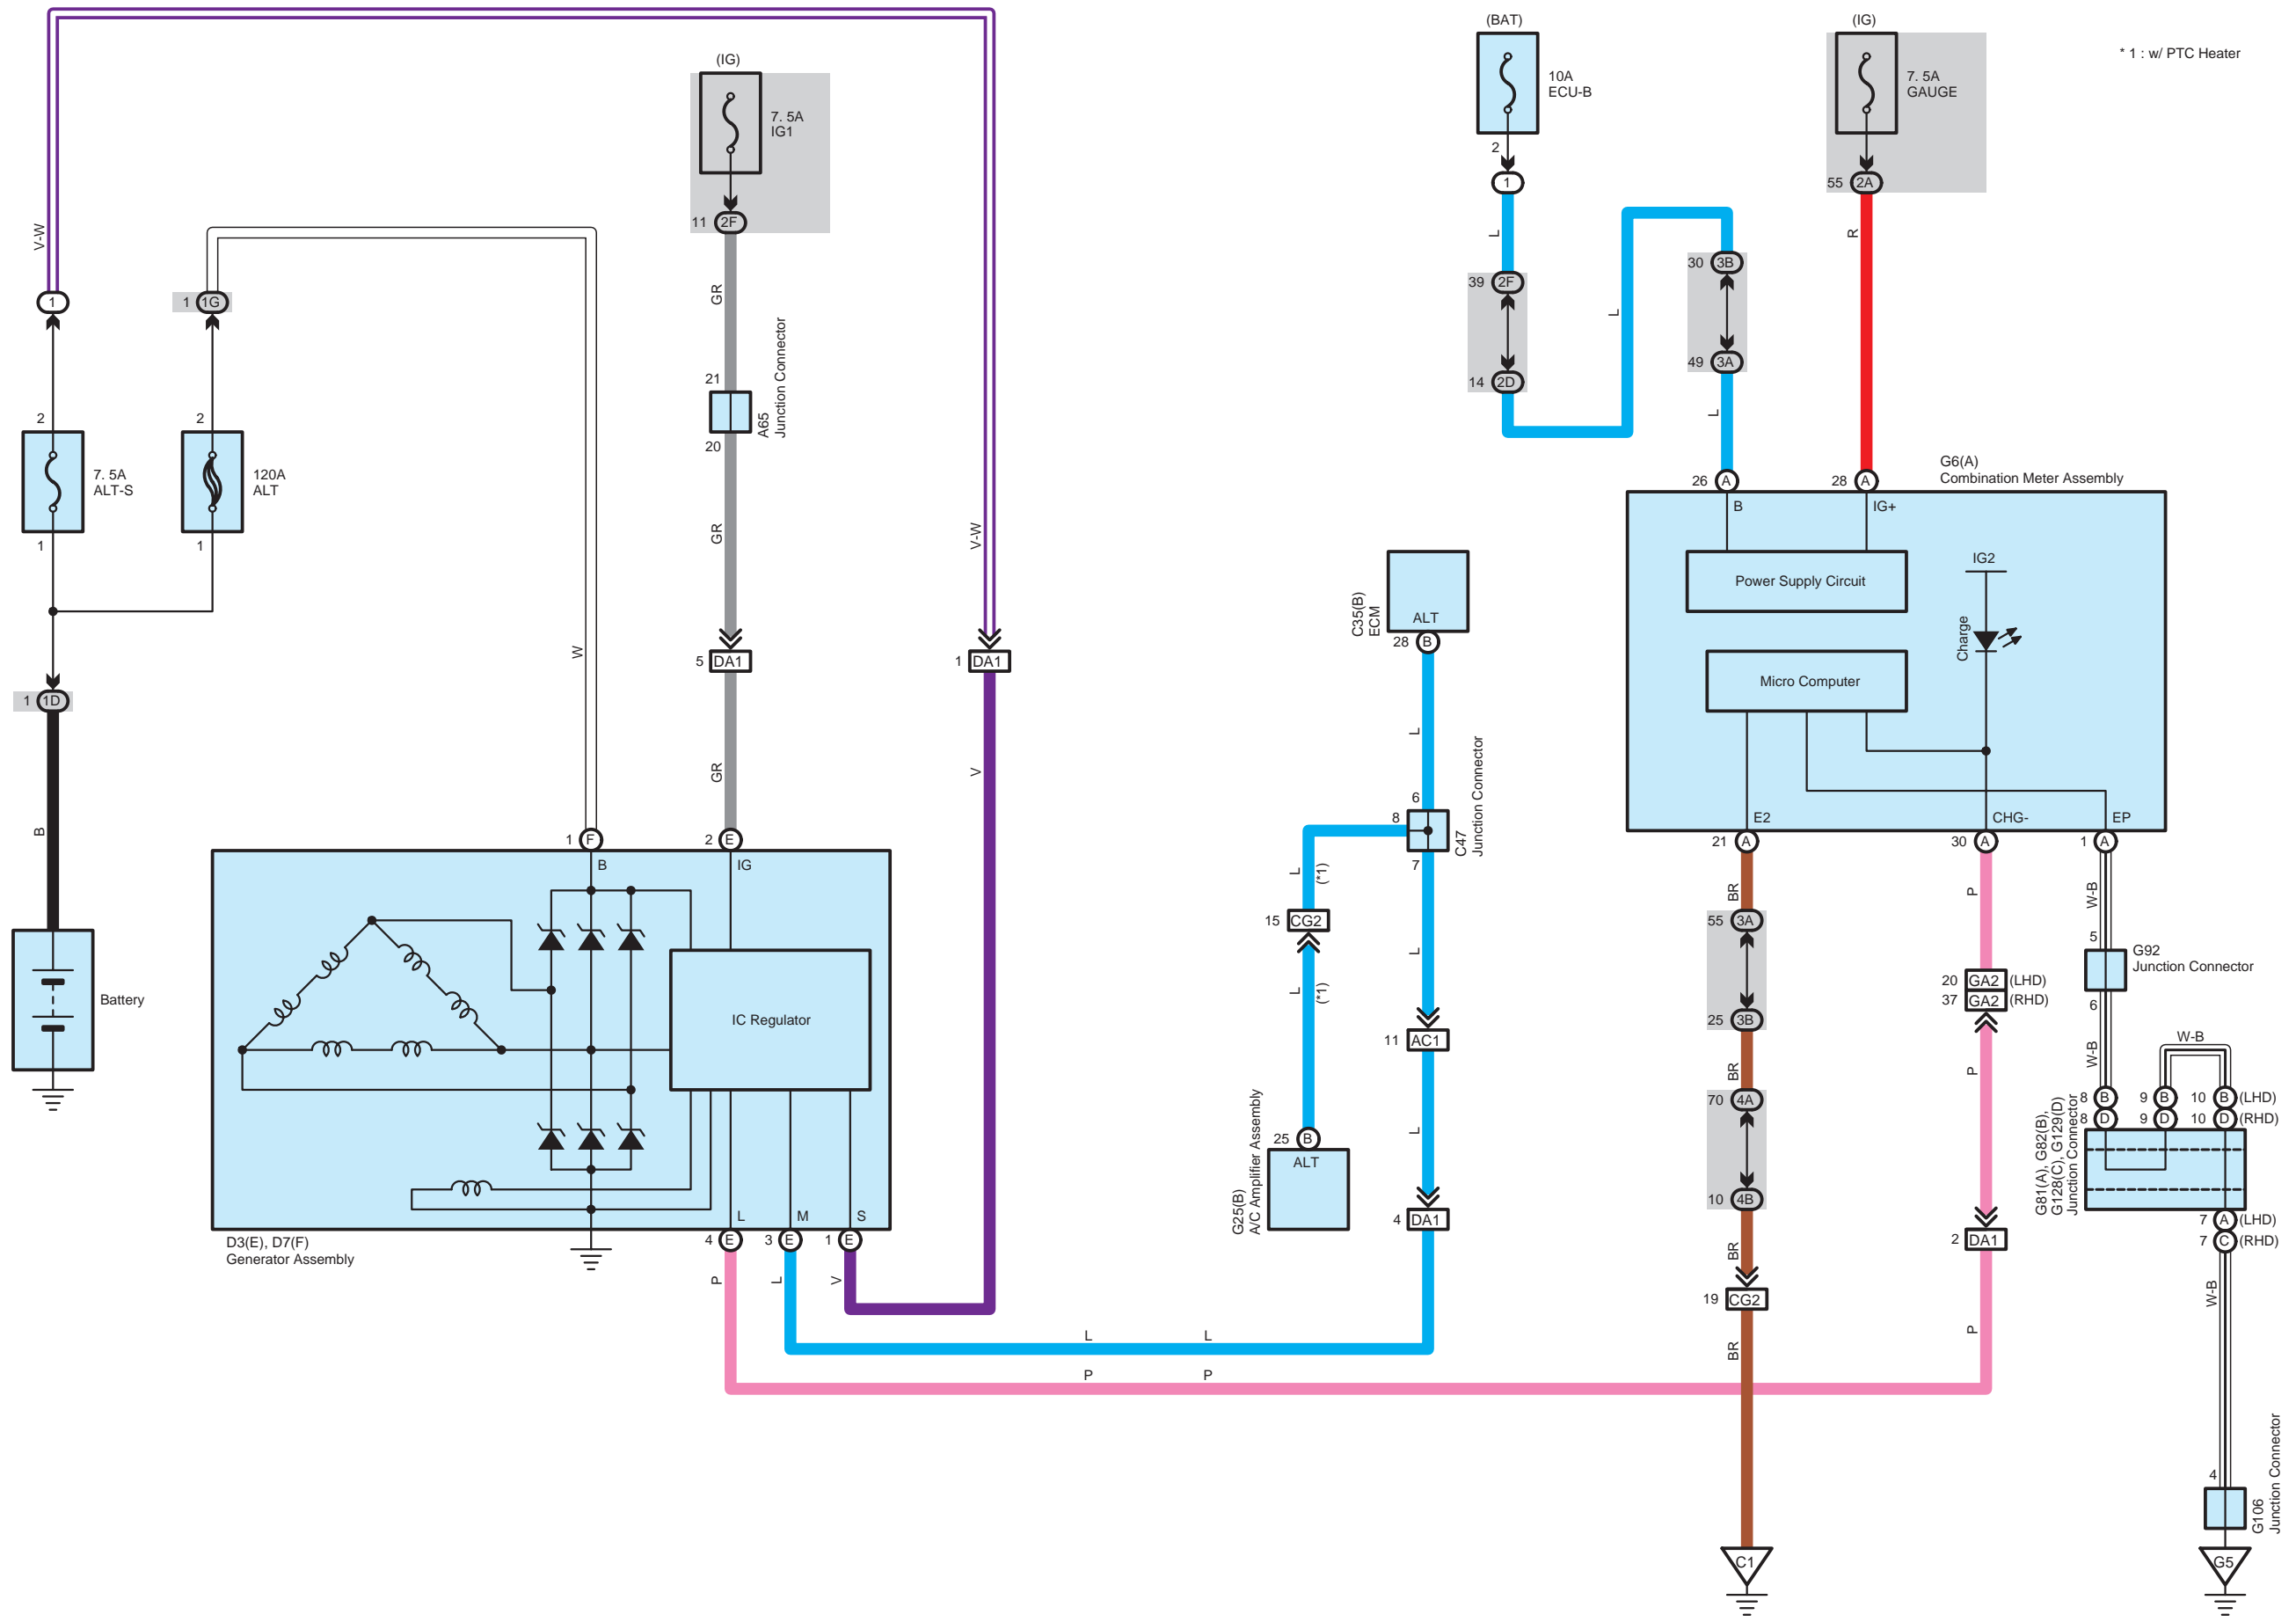 (IG)
7. 5A
IG1
11 2F
(BAT)
10A
ECU-B
2
1
(IG)
7. 5A
GAUGE
55 2A
* 1 : w/ PTC Heater
V-W
1
1 1G
GR
L
39 2F
14 2D
L
30 3B
49 3A
L
R
21
A65
Junction Connector
20
2
7. 5A
ALT-S
1
2
120A
ALT
1
GR
V-W
W
5 DA1
1 DA1
1 1D
B
GR
V
Battery
1 F
B
2 E
IG
IC Regulator
L
M
S
4 E
3 E
1 E
D3(E), D7(F)
Generator Assembly
P
L
V
L
L
P
P
C35(B)
ECM
ALT
28 B
L
6
8
C47
Junction Connector
7
L
(*1)
15 CG2
L
(*1)
25 B
ALT
G25(B)
A/C Amplifier Assembly
L
11 AC1
L
4 DA1
G6(A)
Combination Meter Assembly
26 A
B
28 A
IG+
Power Supply Circuit
IG2
Charge
Micro Computer
E2
CHG-
EP
21 A
30 A
1 A
BR
55 3A
25 3B
BR
70 4A
10 4B
BR
19 CG2
BR
C1
P
20 GA2 (LHD)
37 GA2 (RHD)
P
2 DA1
P
W-B
5
G92
Junction Connector
6
W-B
W-B
8 B
9 B
10 B (LHD)
8 D
9 D
10 D (RHD)
G81(A), G82(B),
G128(C), G129(D)
Junction Connector
7 A (LHD)
7 C (RHD)
W-B
4
G106
Junction Connector
G5